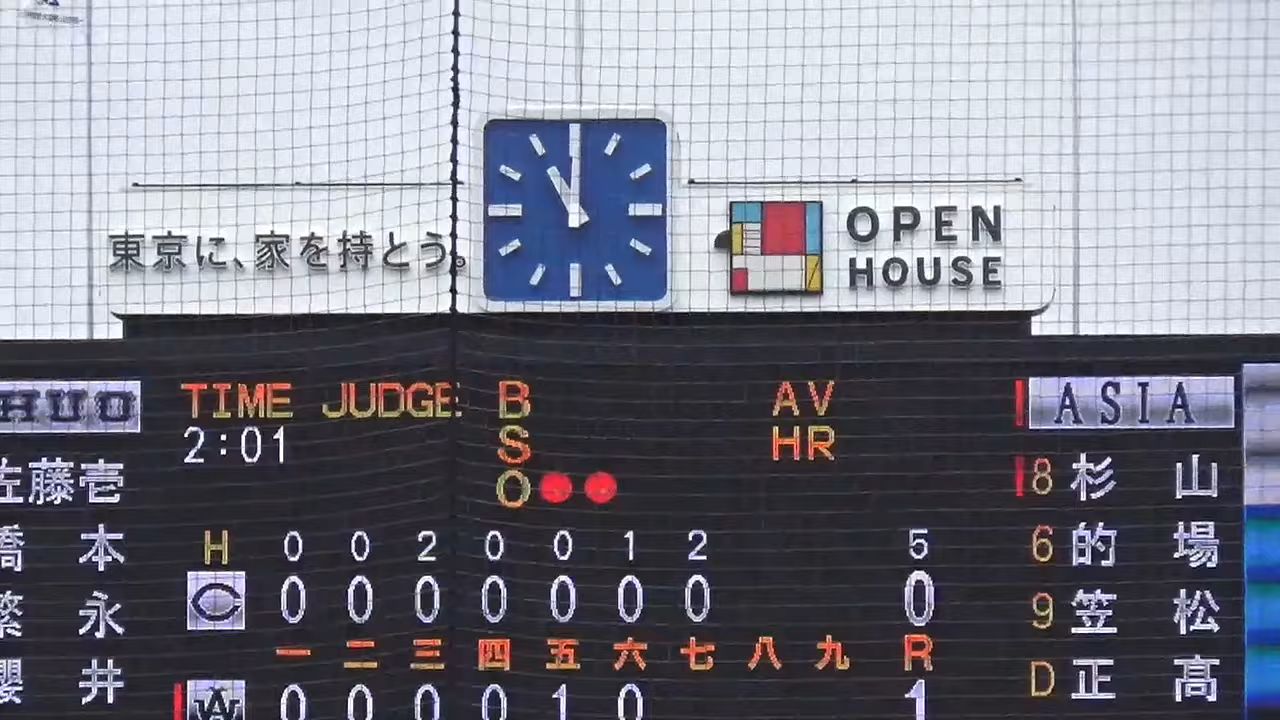 東京に、家を持とう。
OPEN
HOUSE
TIME JUDGE B AV ASIA
2:01 S HR
佐藤壱 O 8 杉山
橋本 H 0 0 2 0 0 1 2 5 6 的場
繁永 C 0 0 0 0 0 0 0 0 9 笠松
一 二 三 四 五 六 七 八 九 R
櫻井 0 0 0 0 1 0 1 D 正髙